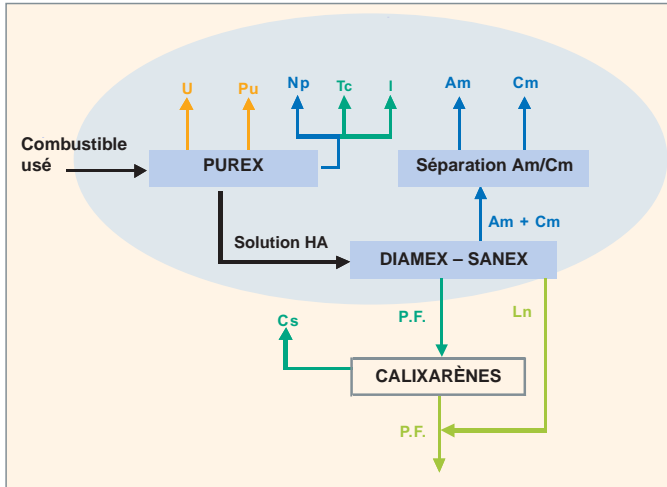 U
Pu
Np
Tc
I
Am
Cm
Combustible
usé
PUREX
Séparation Am/Cm
Am + Cm
Solution HA
DIAMEX – SANEX
Cs
P.F.
Ln
CALIXARÈNES
P.F.